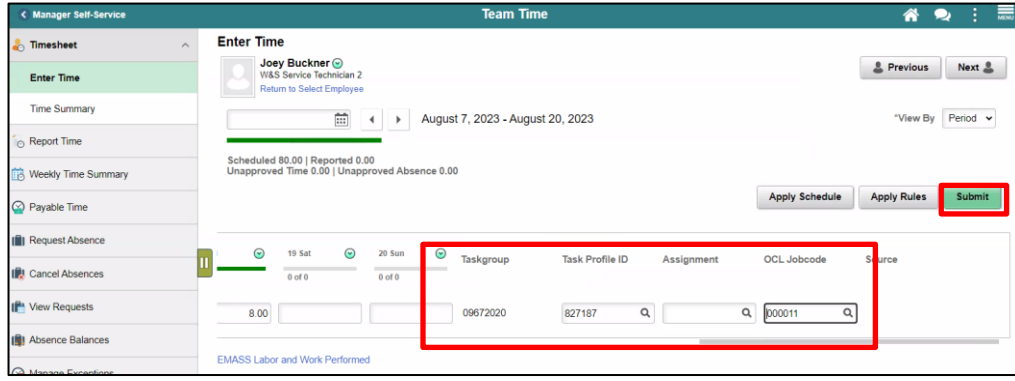 Manager Self-Service
Team Time
MENU
Timesheet
Enter Time
Time Summary
Report Time
Weekly Time Summary
Payable Time
Request Absence
Cancel Absences
View Requests
Absence Balances
Manage Exceptions
Enter Time
Joey Buckner
W&S Service Technician 2
Return to Select Employee
Previous
Next
August 7, 2023 - August 20, 2023
*View By Period
Scheduled 80.00 | Reported 0.00
Unapproved Time 0.00 | Unapproved Absence 0.00
Apply Schedule
Apply Rules
Submit
19 Sat
20 Sun
Taskgroup
Task Profile ID
Assignment
OCL Jobcode
Source
0 of 0
0 of 0
8.00
09672020
827187
000011
EMASS Labor and Work Performed